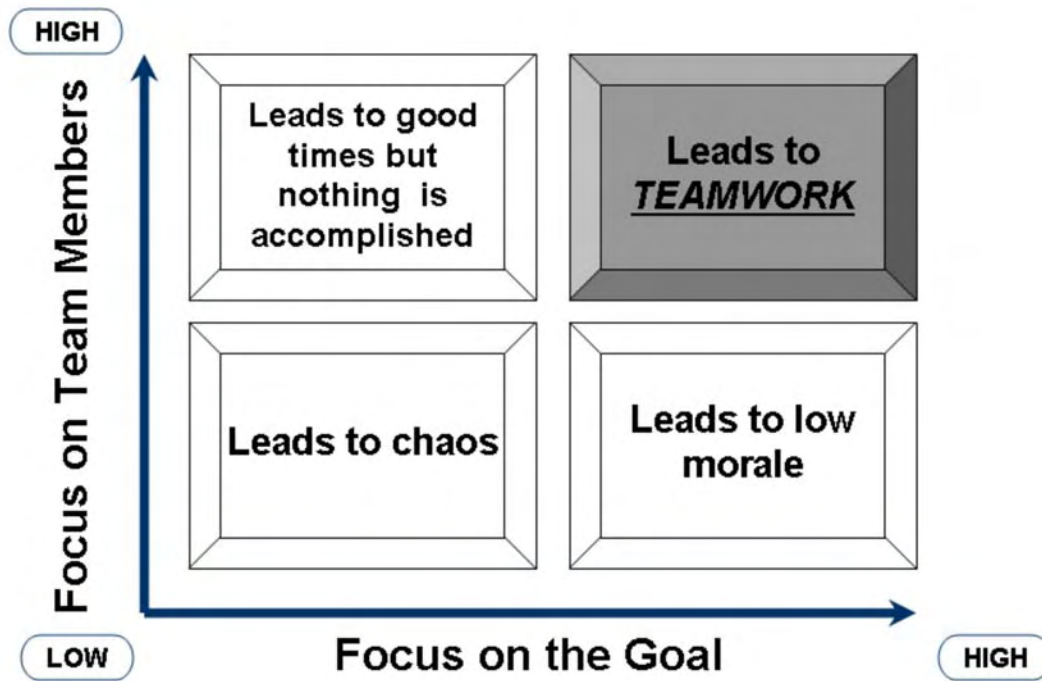 HIGH
Focus on Team Members
Leads to good
times but
nothing is
accomplished
Leads to
TEAMWORK
Leads to chaos
Leads to low
morale
LOW
Focus on the Goal
HIGH